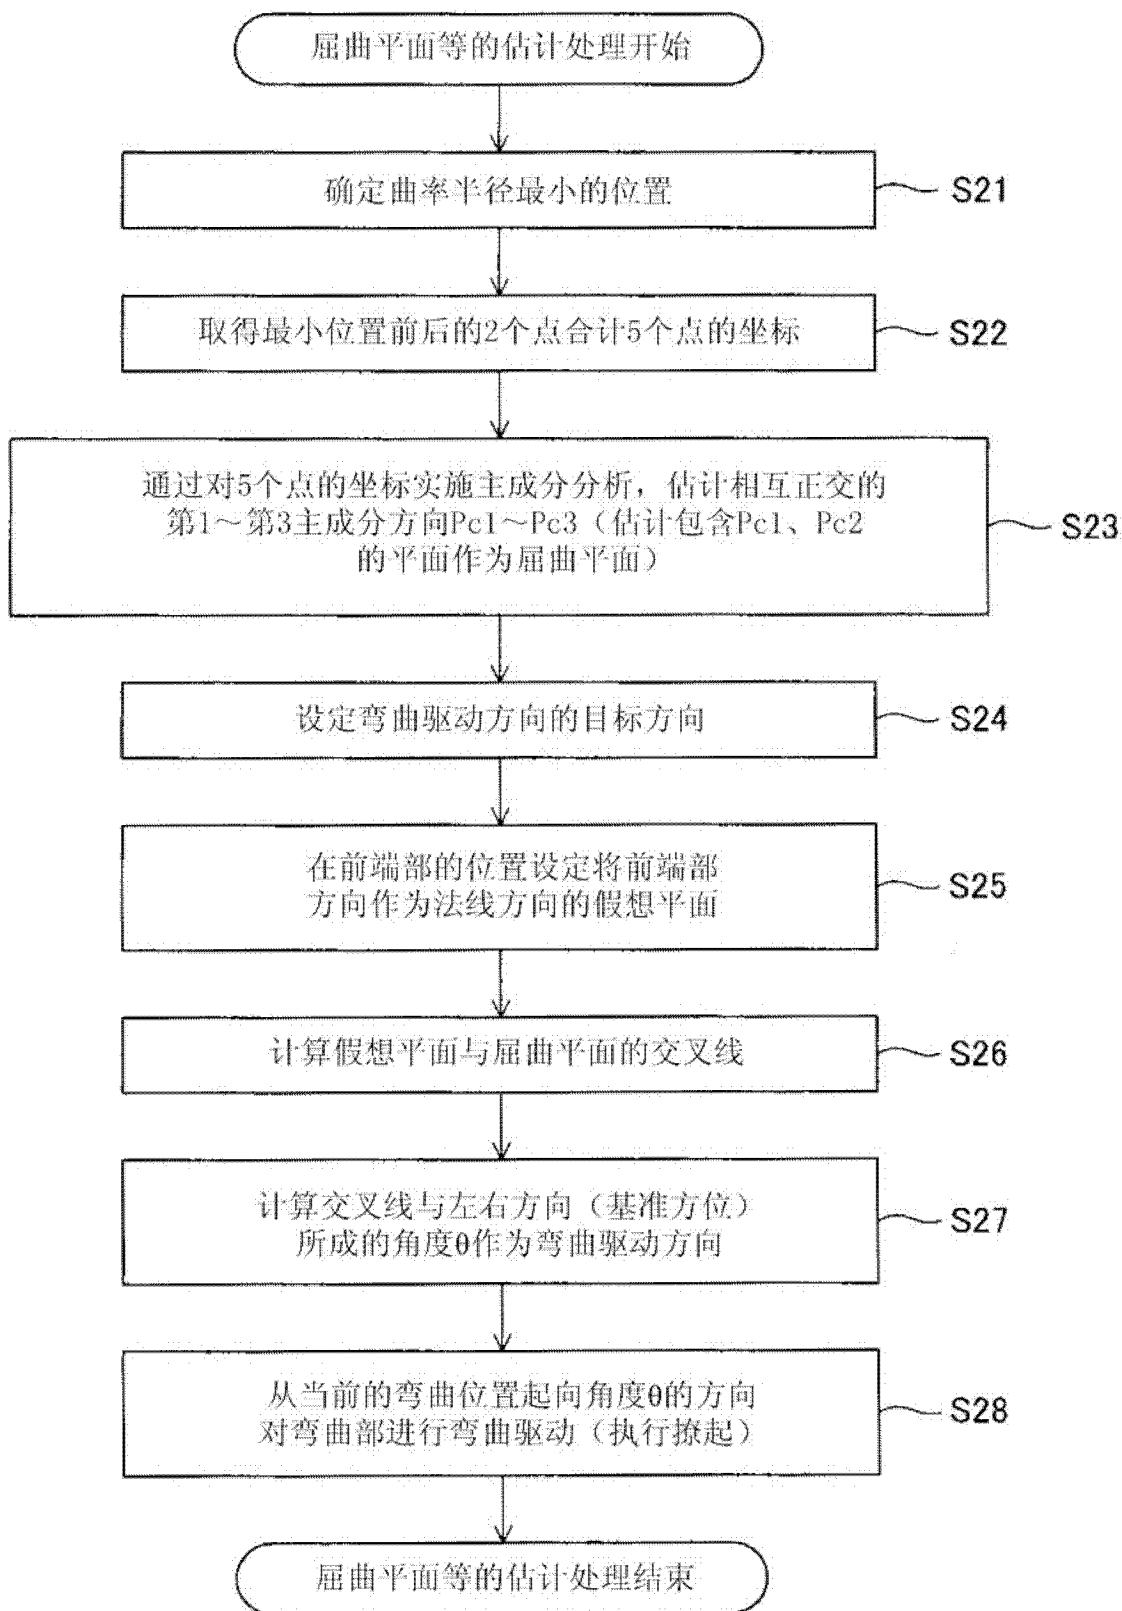 屈曲平面等的估计处理开始
确定曲率半径最小的位置
S21
取得最小位置前后的2个点合计5个点的坐标
S22
通过对5个点的坐标实施主成分分析，估计相互正交的
第1～第3主成分方向Pc1～Pc3（估计包含Pc1、Pc2
的平面作为屈曲平面）
S23
设定弯曲驱动方向的目标方向
S24
在前端部的位置设定将前端部
方向作为法线方向的假想平面
S25
计算假想平面与屈曲平面的交叉线
S26
计算交叉线与左右方向（基准方位）
所成的角度θ作为弯曲驱动方向
S27
从当前的弯曲位置起向角度θ的方向
对弯曲部进行弯曲驱动（执行撩起）
S28
屈曲平面等的估计处理结束